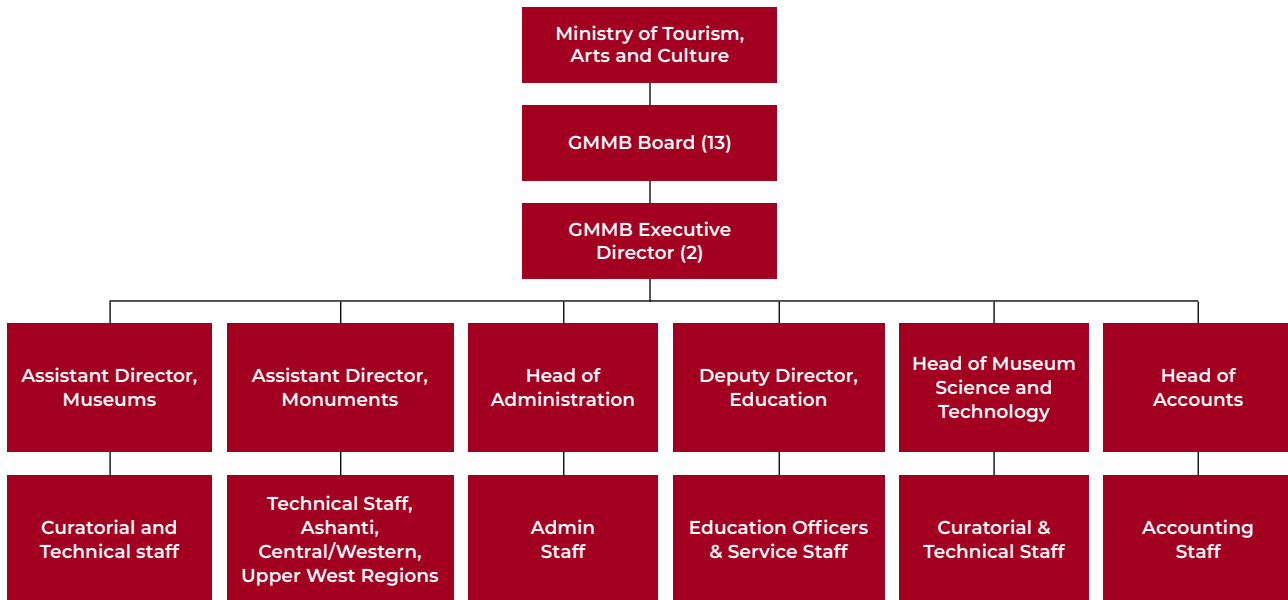 Ministry of Tourism,
Arts and Culture
GMMB Board (13)
GMMB Executive
Director (2)
Assistant Director,
Museums
Assistant Director,
Monuments
Head of
Administration
Deputy Director,
Education
Head of Museum
Science and
Technology
Head of
Accounts
Curatorial and
Technical staff
Technical Staff,
Ashanti,
Central/Western,
Upper West Regions
Admin
Staff
Education Officers
& Service Staff
Curatorial &
Technical Staff
Accounting
Staff